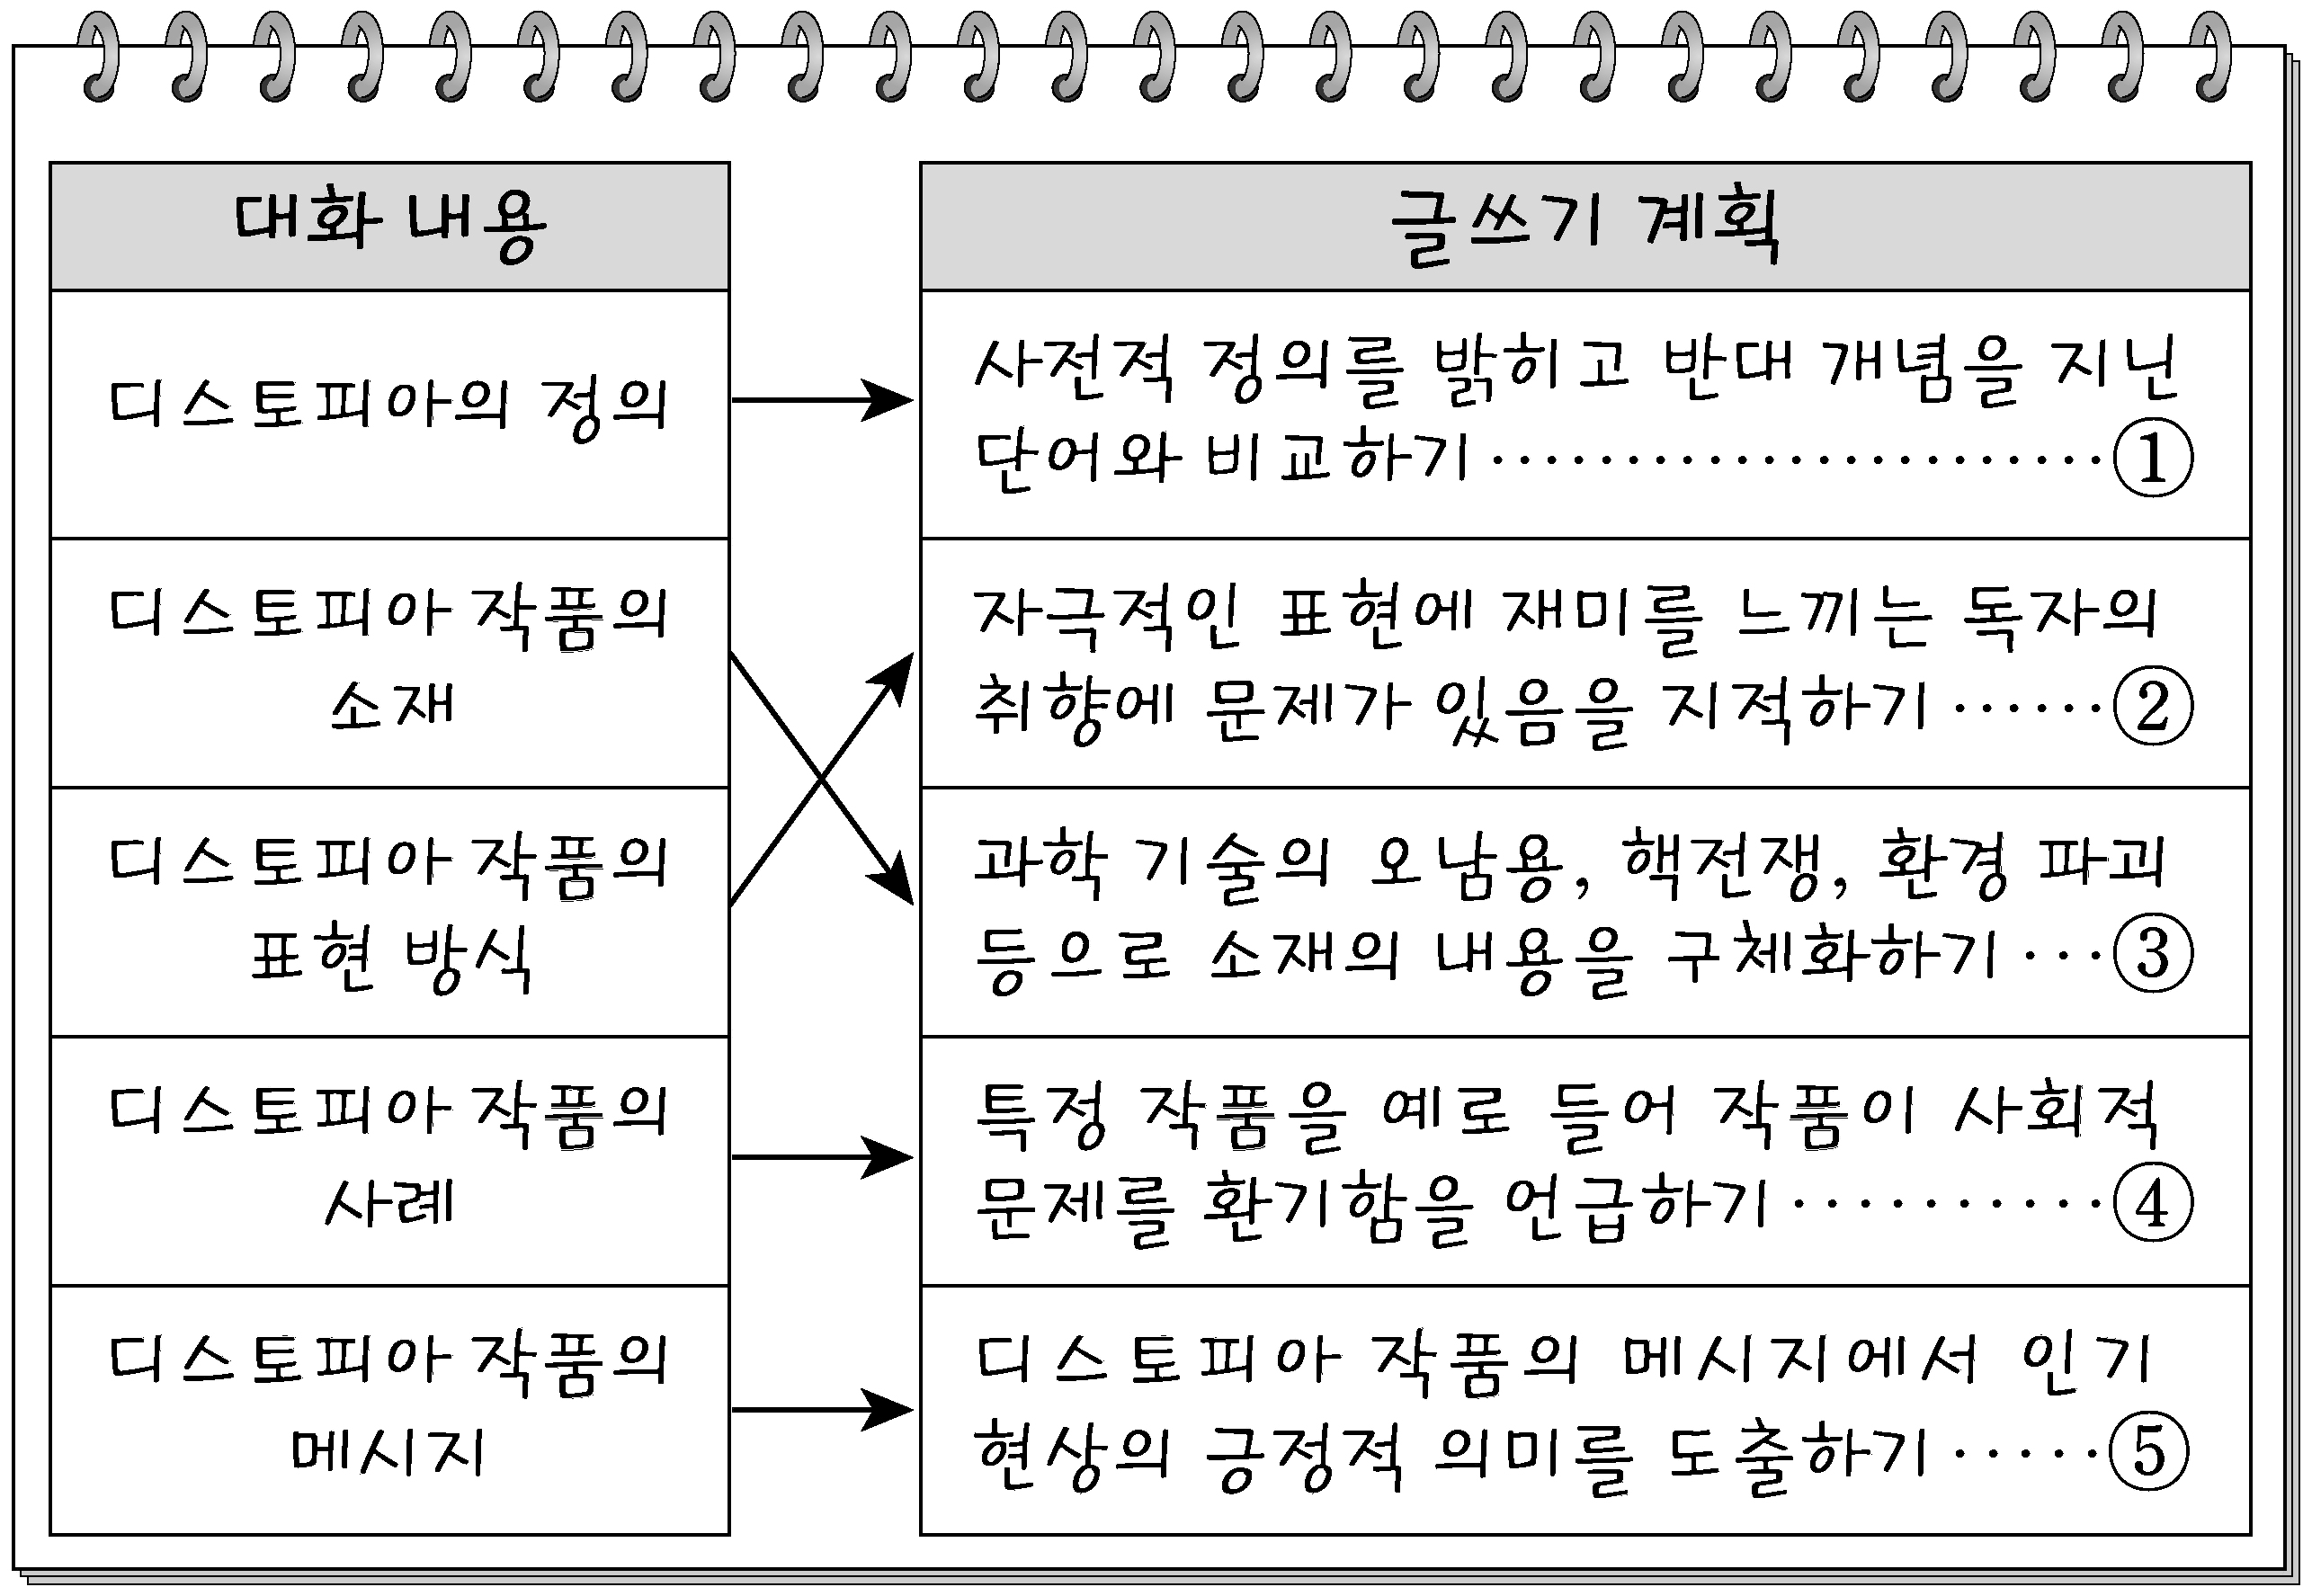 대화 내용
디스토피아의 정의
디스토피아 작품의
소재
디스토피아 작품의
표현 방식
디스토피아 작품의
사례
디스토피아 작품의
메시지
글쓰기 계획
사전적 정의를 밝히고 반대 개념을 지닌
단어와 비교하기 ······················· ①
자극적인 표현에 재미를 느끼는 독자의
취향에 문제가 있음을 지적하기 ······ ②
과학 기술의 오남용, 핵전쟁, 환경 파괴
등으로 소재의 내용을 구체화하기 ··· ③
특정 작품을 예로 들어 작품이 사회적
문제를 환기함을 언급하기 ·········· ④
디스토피아 작품의 메시지에서 인기
현상의 긍정적 의미를 도출하기 ····· ⑤